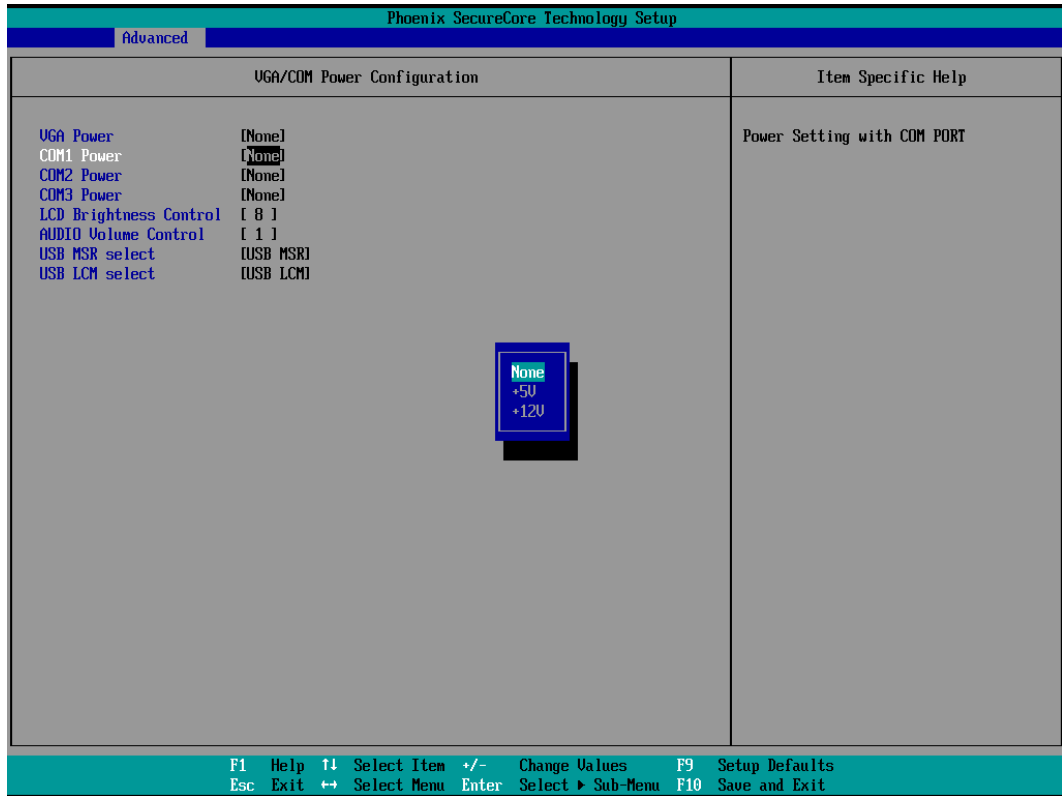 Phoenix SecureCore Technology Setup
Advanced
VGA/COM Power Configuration
Item Specific Help
VGA Power [None]
COM1 Power [None]
COM2 Power [None]
COM3 Power [None]
LCD Brightness Control [ 8 ]
AUDIO Volume Control [ 1 ]
USB MSR select [USB MSR]
USB LCM select [USB LCM]
Power Setting with COM PORT
None
+5V
+12V
F1 Help ↑↓ Select Item +/- Change Values F9 Setup Defaults
Esc Exit ↔ Select Menu Enter Select ▶ Sub-Menu F10 Save and Exit